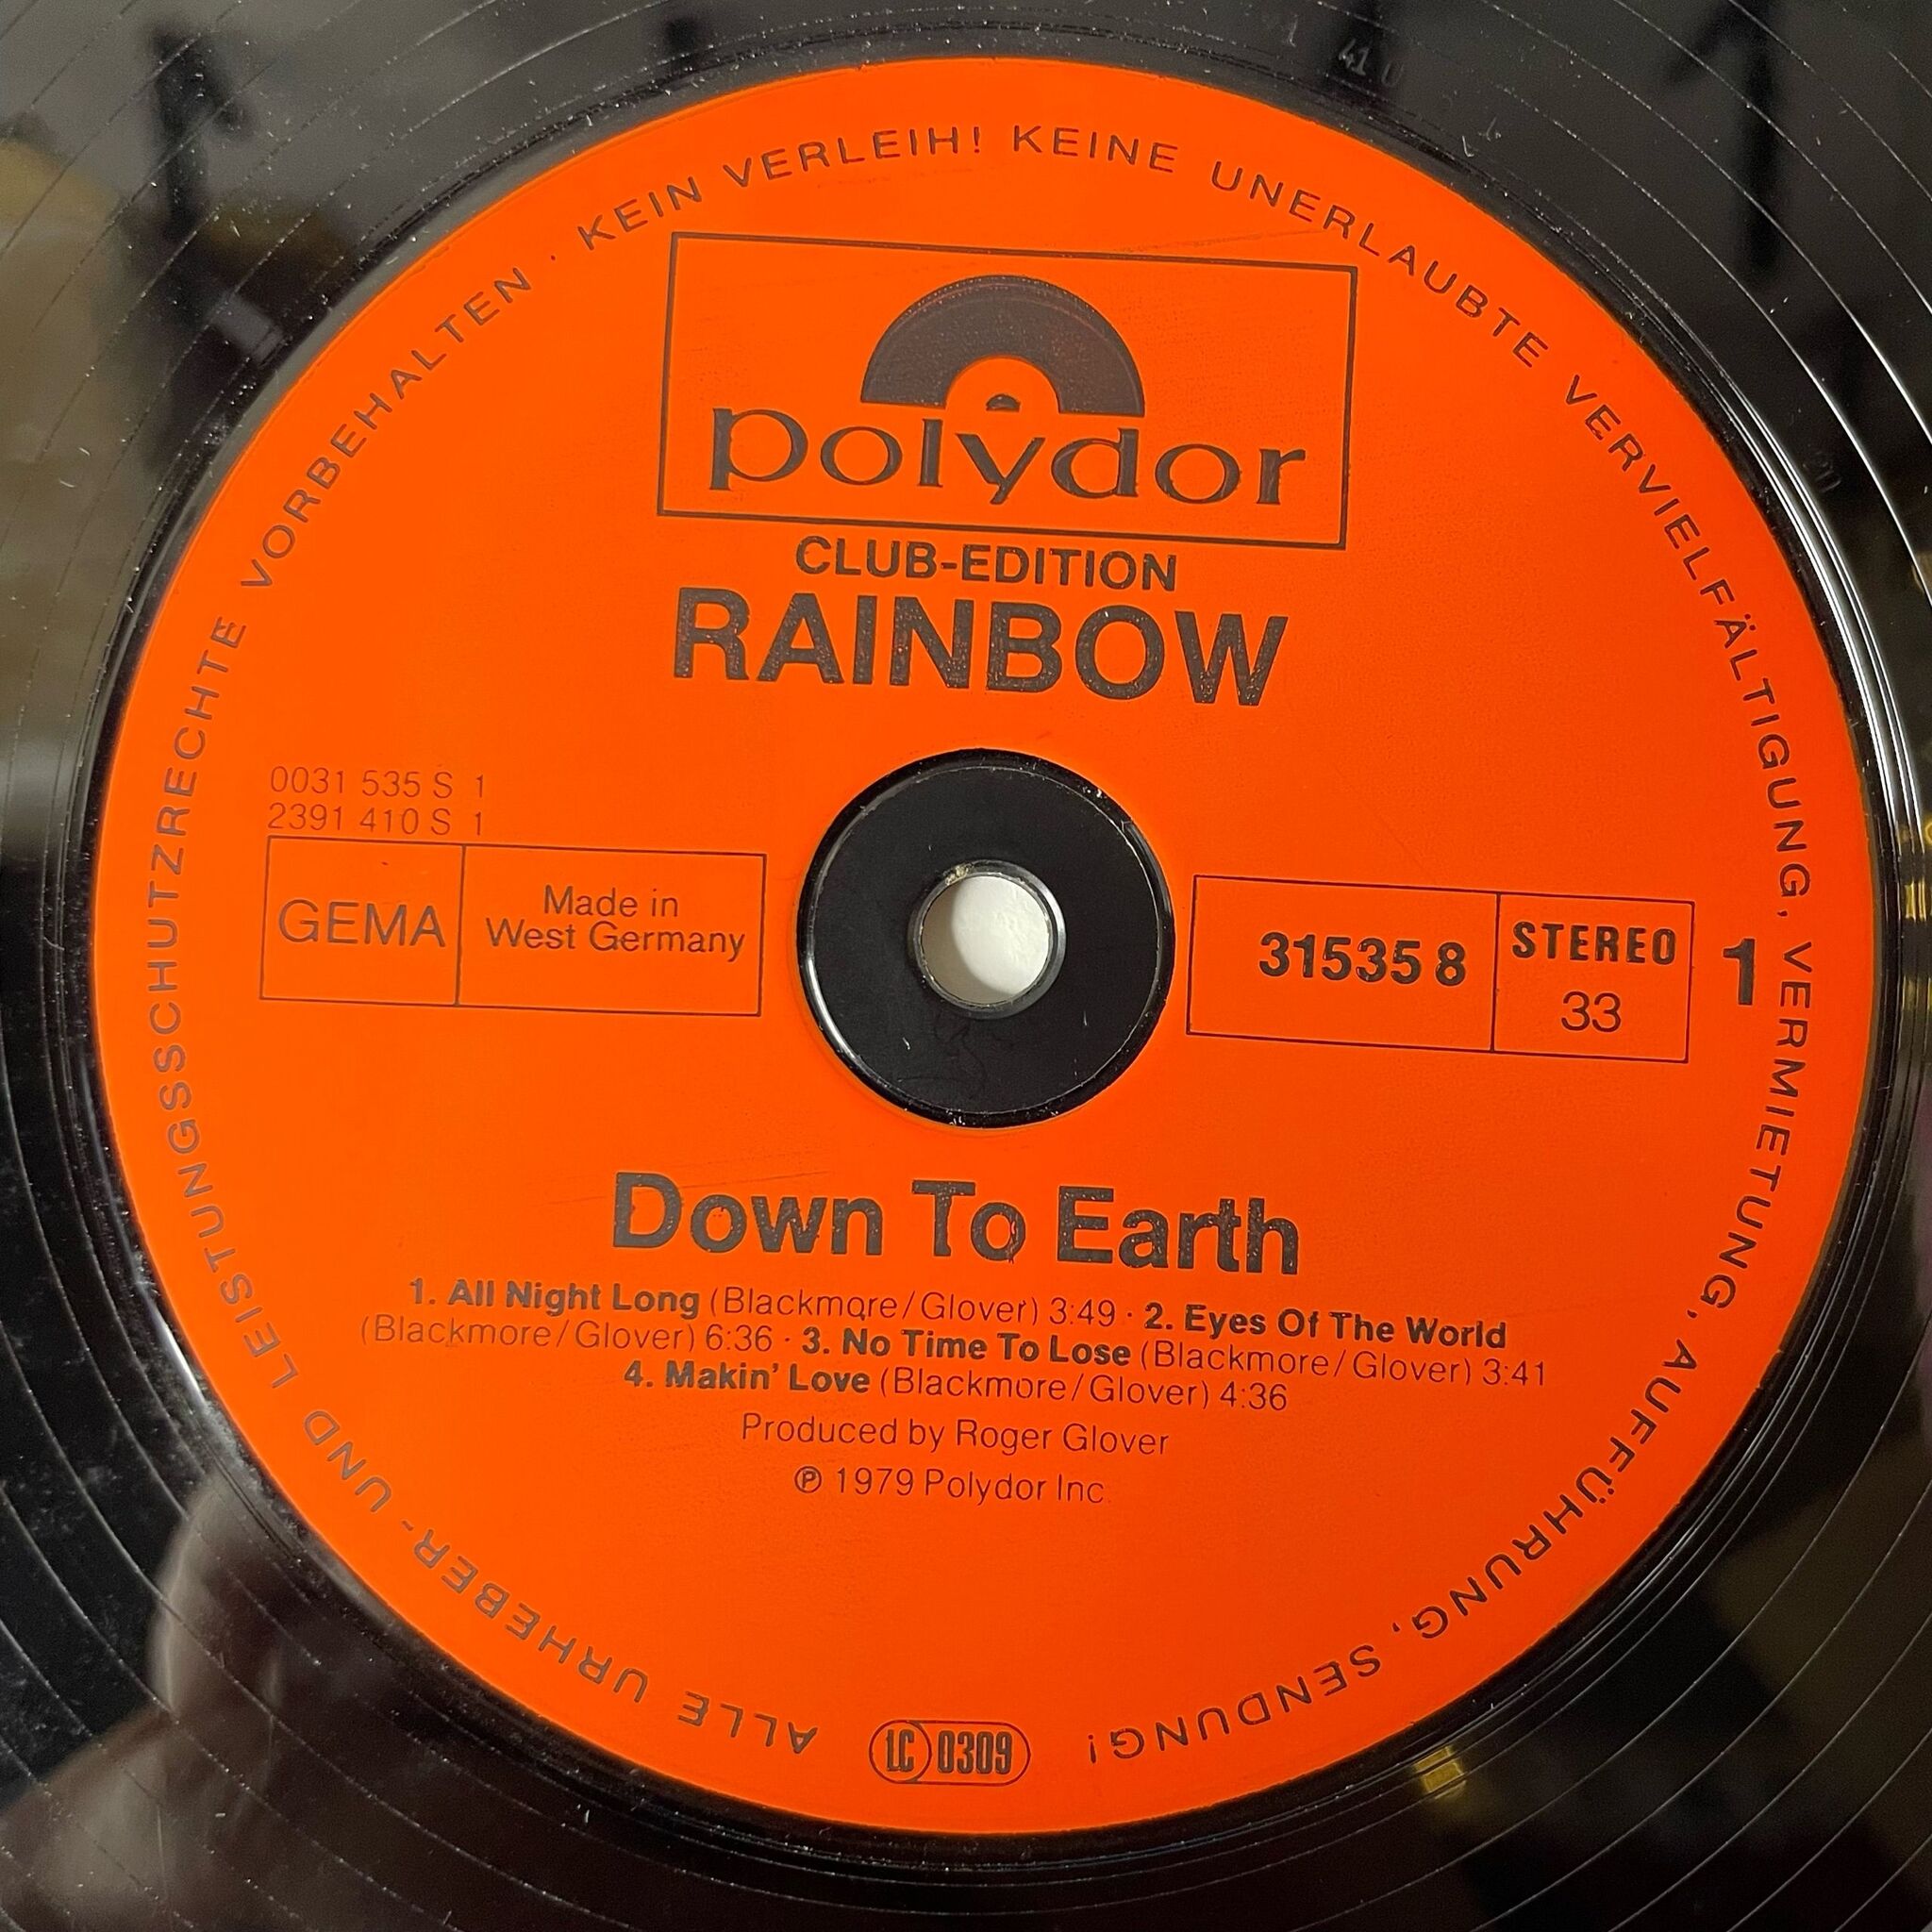 ALLE URHEBER- UND LEISTUNGSSCHUTZRECHTE VORBEHALTEN · KEIN VERLEIH! KEINE UNERLAUBTE VERVIELFÄLTIGUNG, VERMIETUNG, AUFFÜHRUNG, SENDUNG!
polydor
CLUB-EDITION
RAINBOW
0031 535 S 1
2391 410 S 1
GEMA
Made in
West Germany
31535 8
STEREO
33
1
Down To Earth
1. All Night Long (Blackmore/Glover) 3:49 · 2. Eyes Of The World
(Blackmore/Glover) 6:36 · 3. No Time To Lose (Blackmore/Glover) 3:41
4. Makin' Love (Blackmore/Glover) 4:36
Produced by Roger Glover
℗ 1979 Polydor Inc.
LC 0309